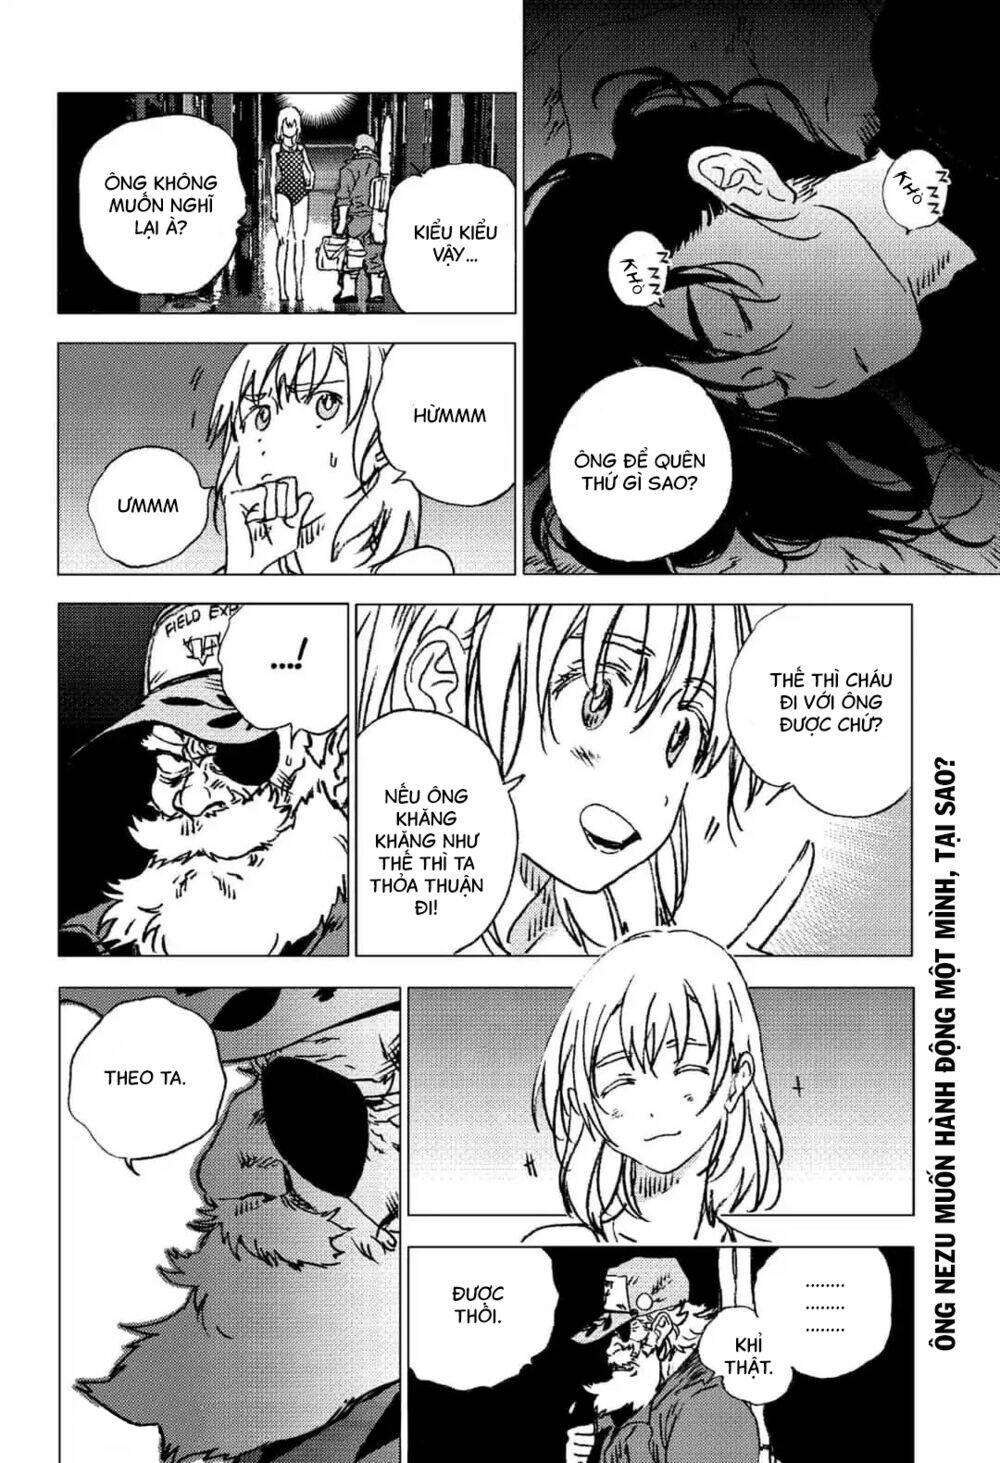 KHÒ
KHÒ
ÔNG ĐỂ QUÊN
THỨ GÌ SAO?
KIỂU KIỂU
VẬY...
ÔNG KHÔNG
MUỐN NGHĨ
LẠI À?
HỪMMM
ƯMMM
THẾ THÌ CHÁU
ĐI VỚI ÔNG
ĐƯỢC CHỨ?
NẾU ÔNG
KHĂNG
KHĂNG NHƯ
THẾ THÌ TA
THỎA THUẬN
ĐI!
....!
FIELD EXP
ÔNG NEZU MUỐN HÀNH ĐỘNG MỘT MÌNH, TẠI SAO?
.........
.........
.........
KHỈ
THẬT.
ĐƯƠC
THÔI.
THEO TA.